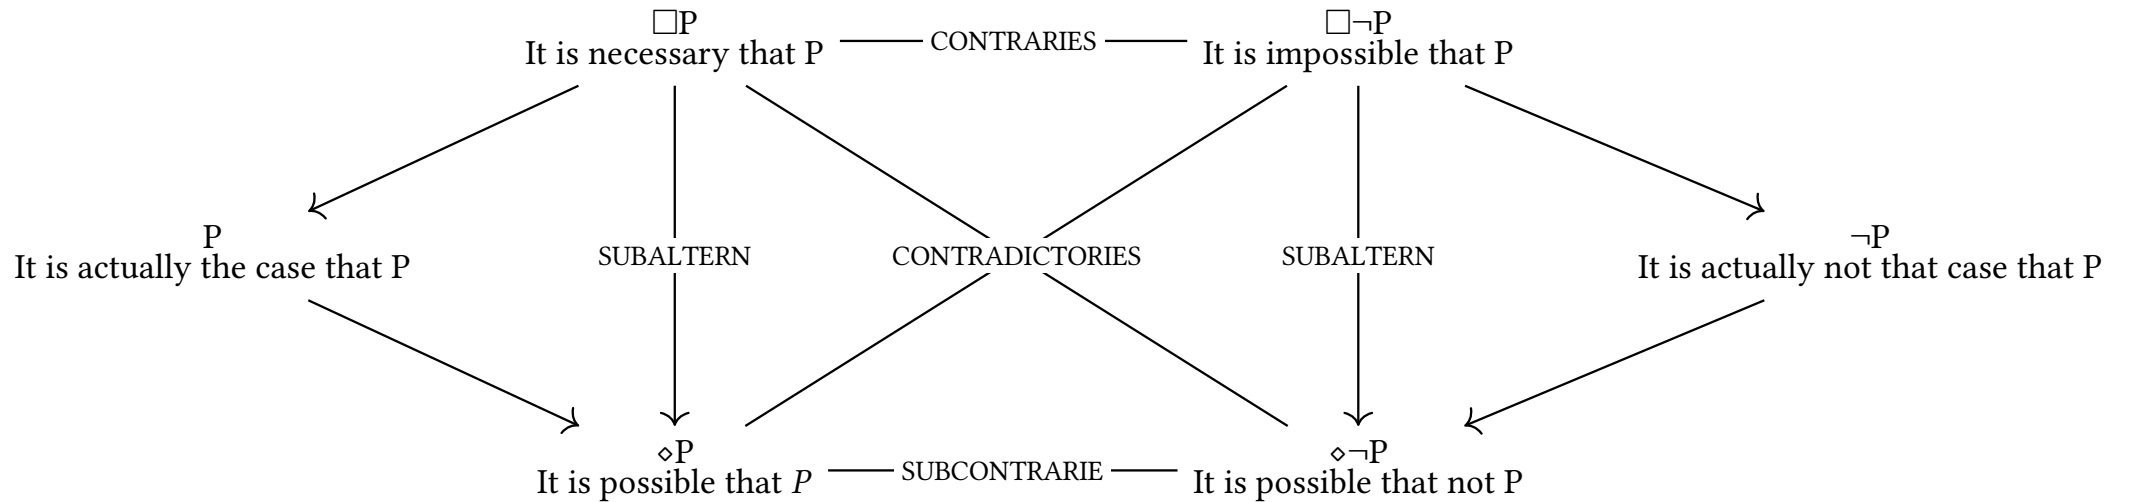 □P
It is necessary that P
CONTRARIES
□¬P
It is impossible that P
P
It is actually the case that P
SUBALTERN
CONTRADICTORIES
SUBALTERN
¬P
It is actually not that case that P
⋄P
It is possible that P
SUBCONTRARIE
⋄¬P
It is possible that not P